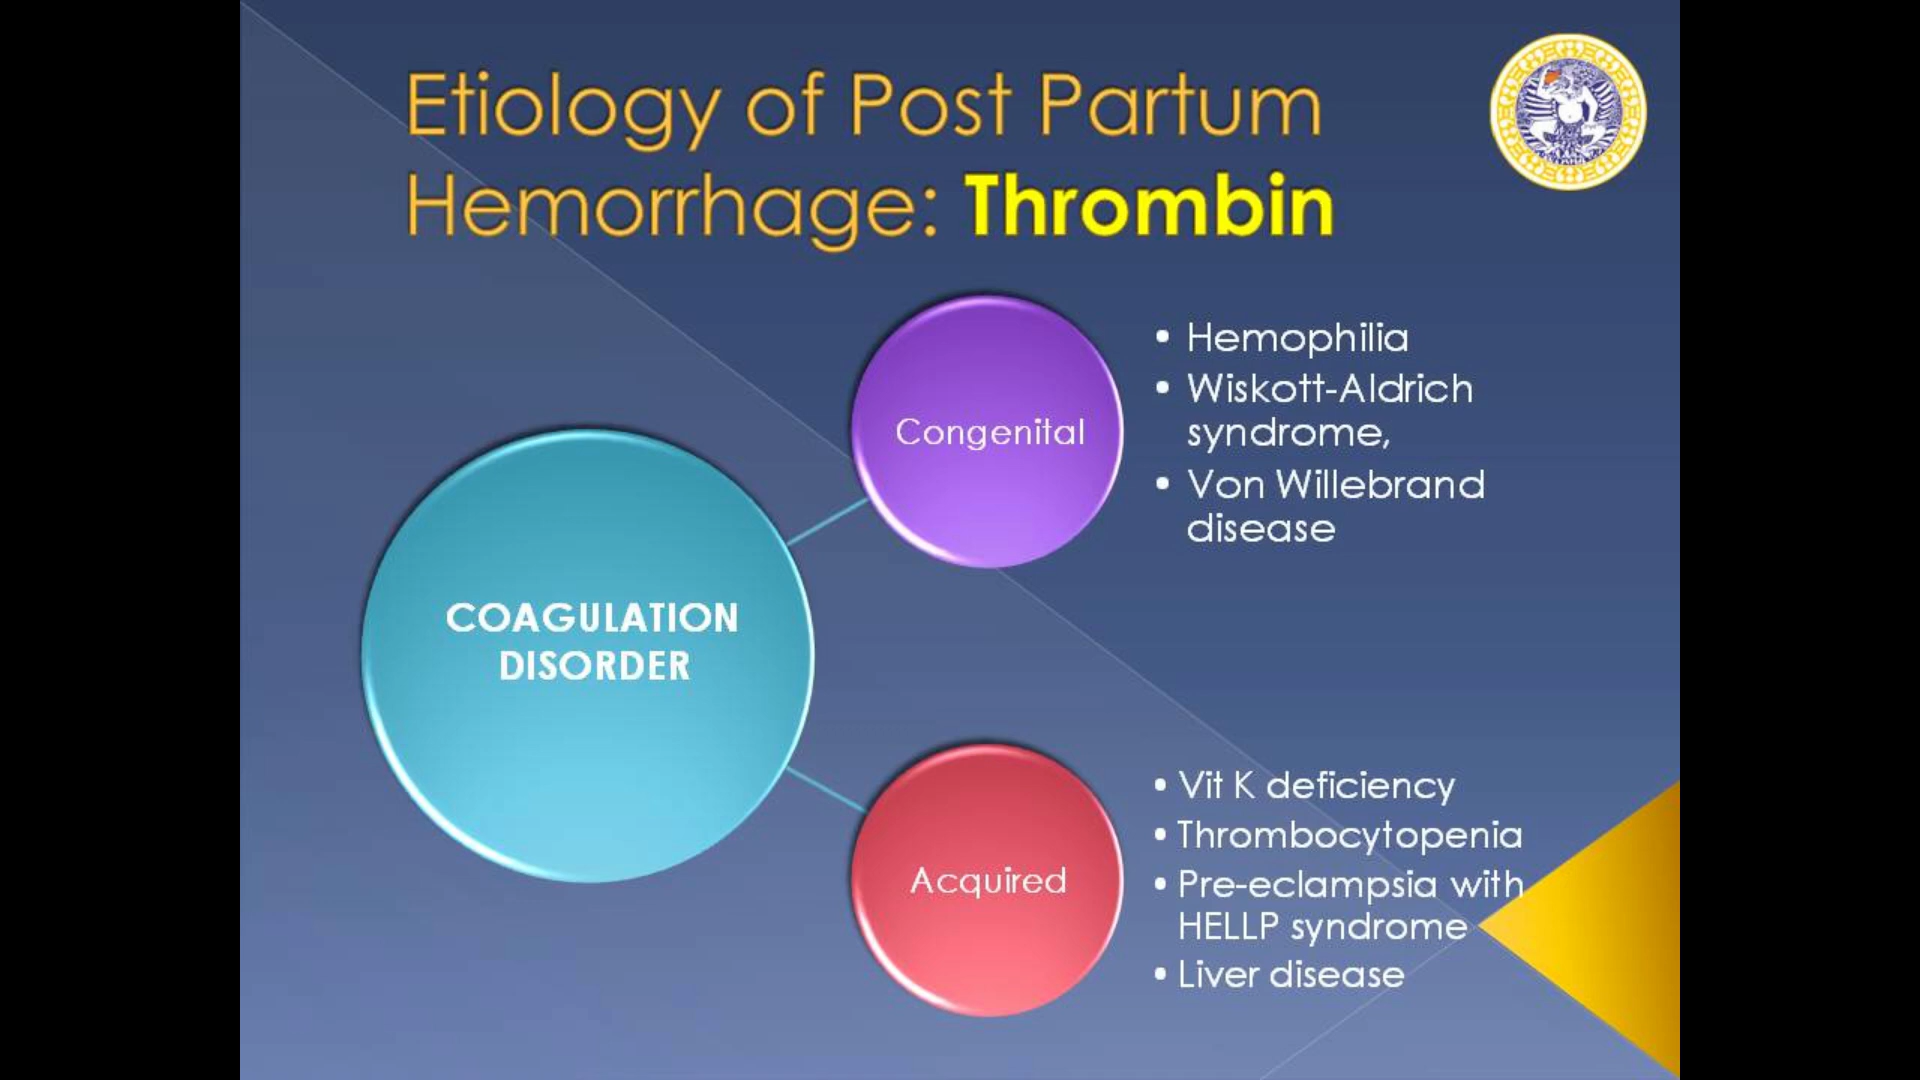 Etiology of Post Partum
Hemorrhage: Thrombin
COAGULATION
DISORDER
Congenital
• Hemophilia
• Wiskott-Aldrich
syndrome,
• Von Willebrand
disease
Acquired
• Vit K deficiency
• Thrombocytopenia
• Pre-eclampsia with
HELLP syndrome
• Liver disease